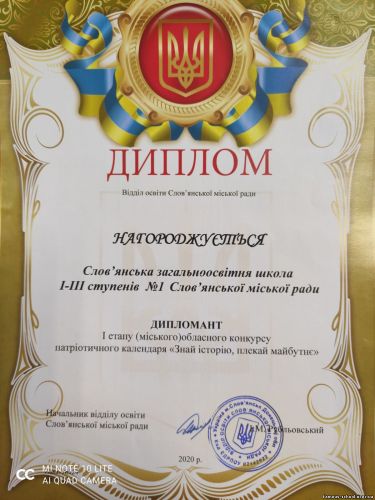 ДИПЛОМ
Відділ освіти Слов'янської міської ради
НАГОРОДЖУЄТЬСЯ
Слов'янська загальноосвітня школа
І-ІІІ ступенів №1 Слов'янської міської ради
ДИПЛОМАНТ
І етапу (міського)обласного конкурсу
патріотичного календаря «Знай історію, плекай майбутнє»
Начальник відділу освіти
Слов'янської міської ради
2020 р.
MI NOTE 10 LITE
AI QUAD CAMERA